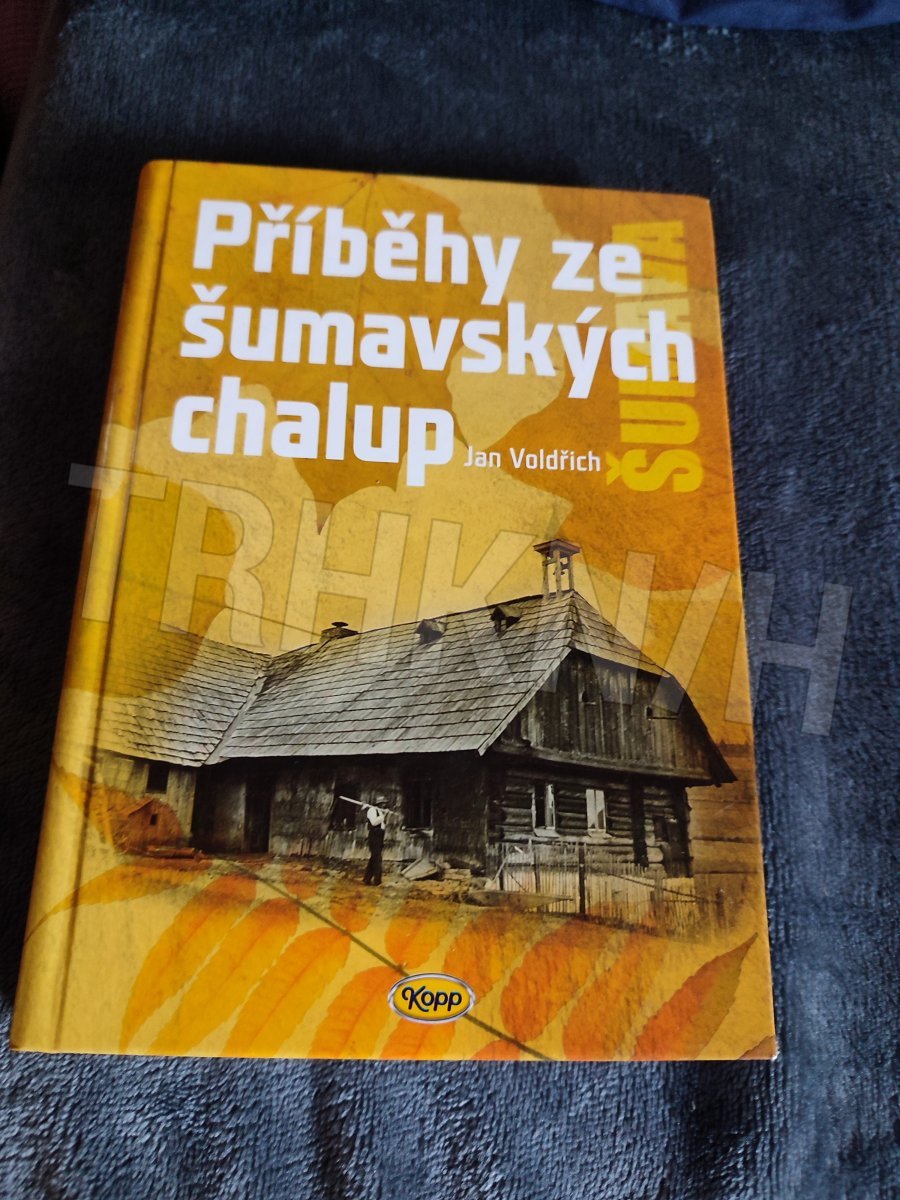 Příběhy ze
šumavských
chalup
Jan Voldřich
ŠUMAVA
Kopp
TRHKNIH